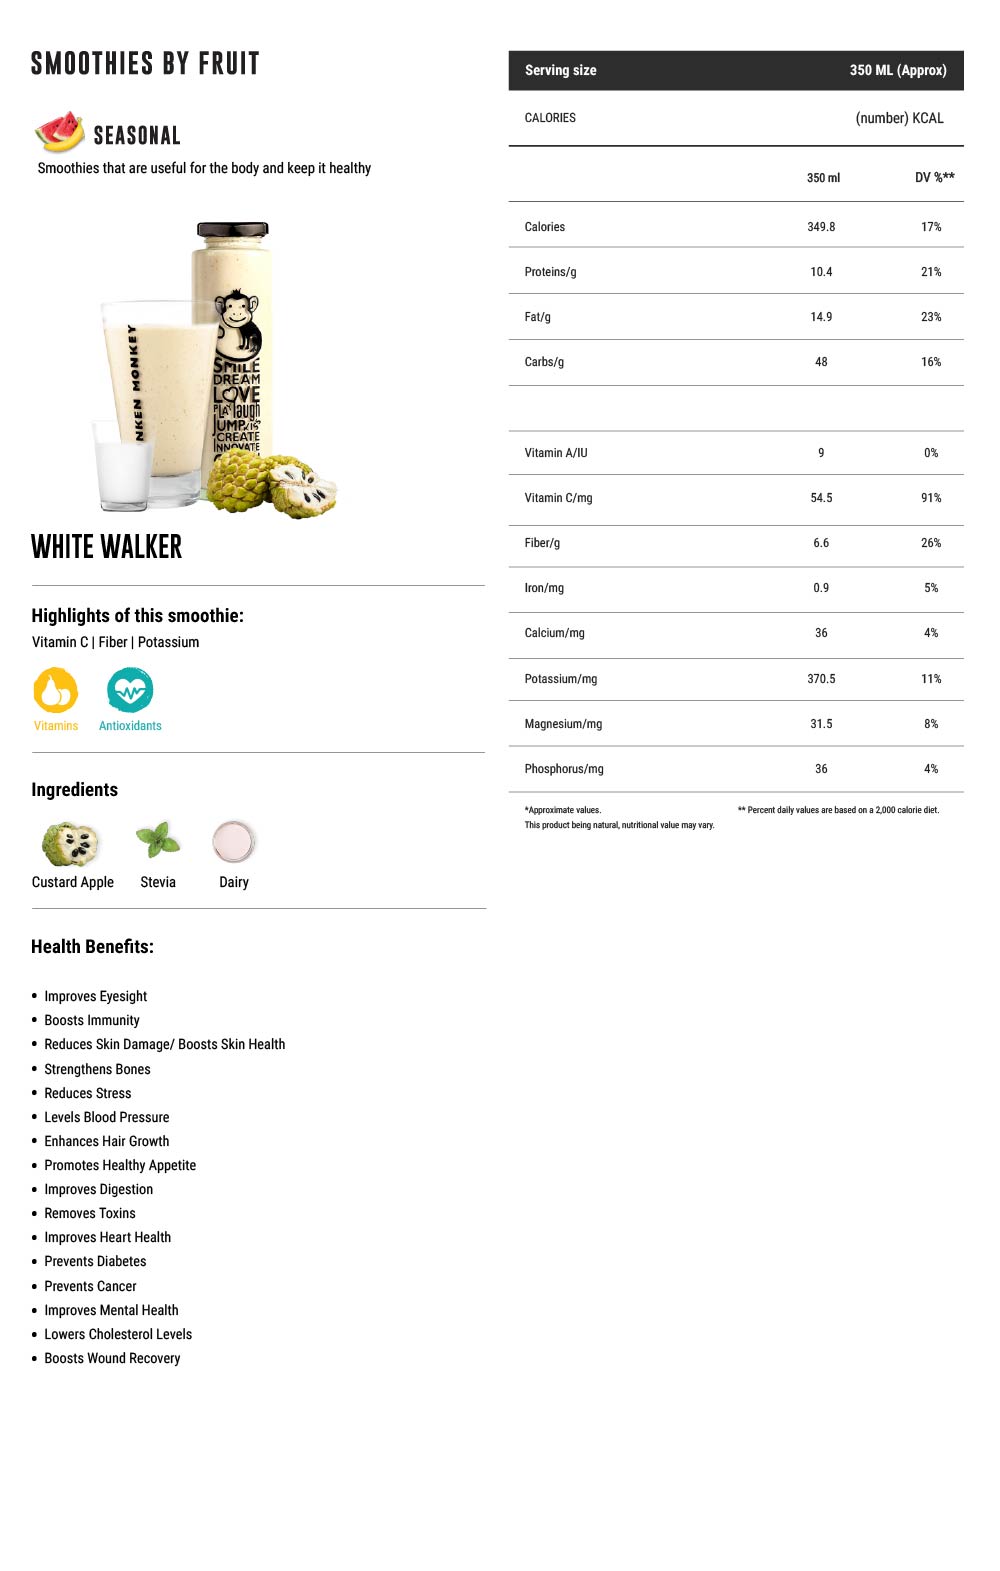 SMOOTHIES BY FRUIT
SEASONAL
Smoothies that are useful for the body and keep it healthy
NKEN MONKEY
SMILE
DREAM
LOVE
PLAY laugh
JUMP
CREATE
INNOVATE
WHITE WALKER
Highlights of this smoothie:
Vitamin C | Fiber | Potassium
Vitamins Antioxidants
Ingredients
Custard Apple Stevia Dairy
Health Benefits:
• Improves Eyesight
• Boosts Immunity
• Reduces Skin Damage/ Boosts Skin Health
• Strengthens Bones
• Reduces Stress
• Levels Blood Pressure
• Enhances Hair Growth
• Promotes Healthy Appetite
• Improves Digestion
• Removes Toxins
• Improves Heart Health
• Prevents Diabetes
• Prevents Cancer
• Improves Mental Health
• Lowers Cholesterol Levels
• Boosts Wound Recovery
Serving size 350 ML (Approx)
CALORIES (number) KCAL
350 ml DV %**
Calories 349.8 17%
Proteins/g 10.4 21%
Fat/g 14.9 23%
Carbs/g 48 16%
Vitamin A/IU 9 0%
Vitamin C/mg 54.5 91%
Fiber/g 6.6 26%
Iron/mg 0.9 5%
Calcium/mg 36 4%
Potassium/mg 370.5 11%
Magnesium/mg 31.5 8%
Phosphorus/mg 36 4%
*Approximate values. ** Percent daily values are based on a 2,000 calorie diet.
This product being natural, nutritional value may vary.